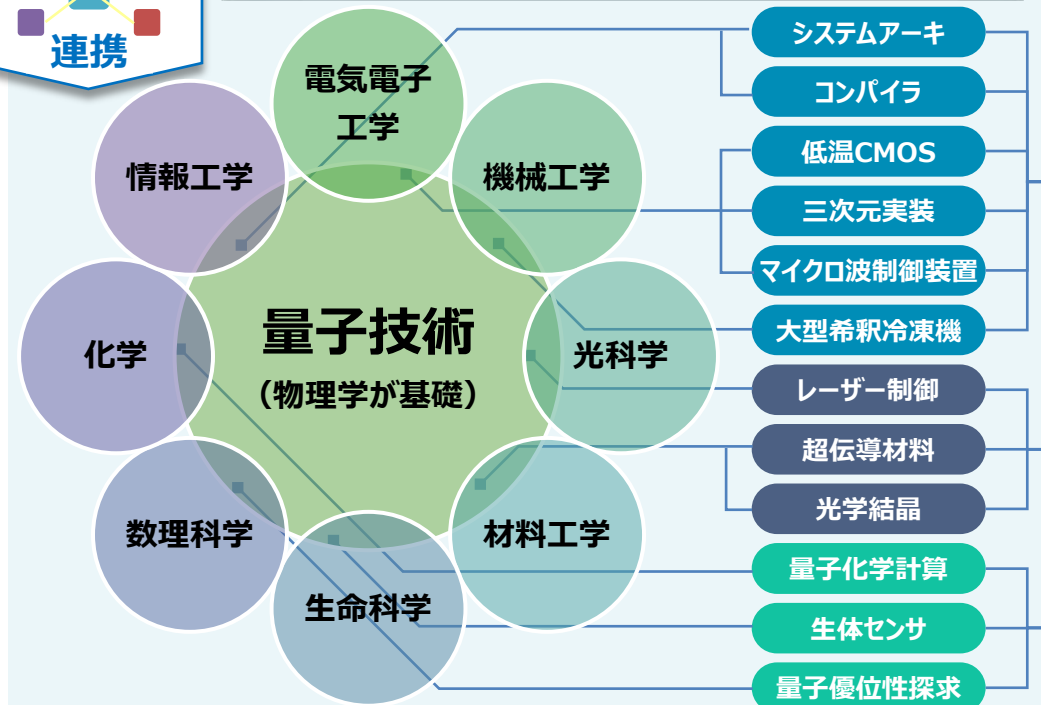 連携
電気電子
工学
機械工学
情報工学
量子技術
（物理学が基礎）
光科学
化学
数理科学
材料工学
生命科学
システムアーキ
コンパイラ
低温CMOS
三次元実装
マイクロ波制御装置
大型希釈冷凍機
レーザー制御
超伝導材料
光学結晶
量子化学計算
生体センサ
量子優位性探求